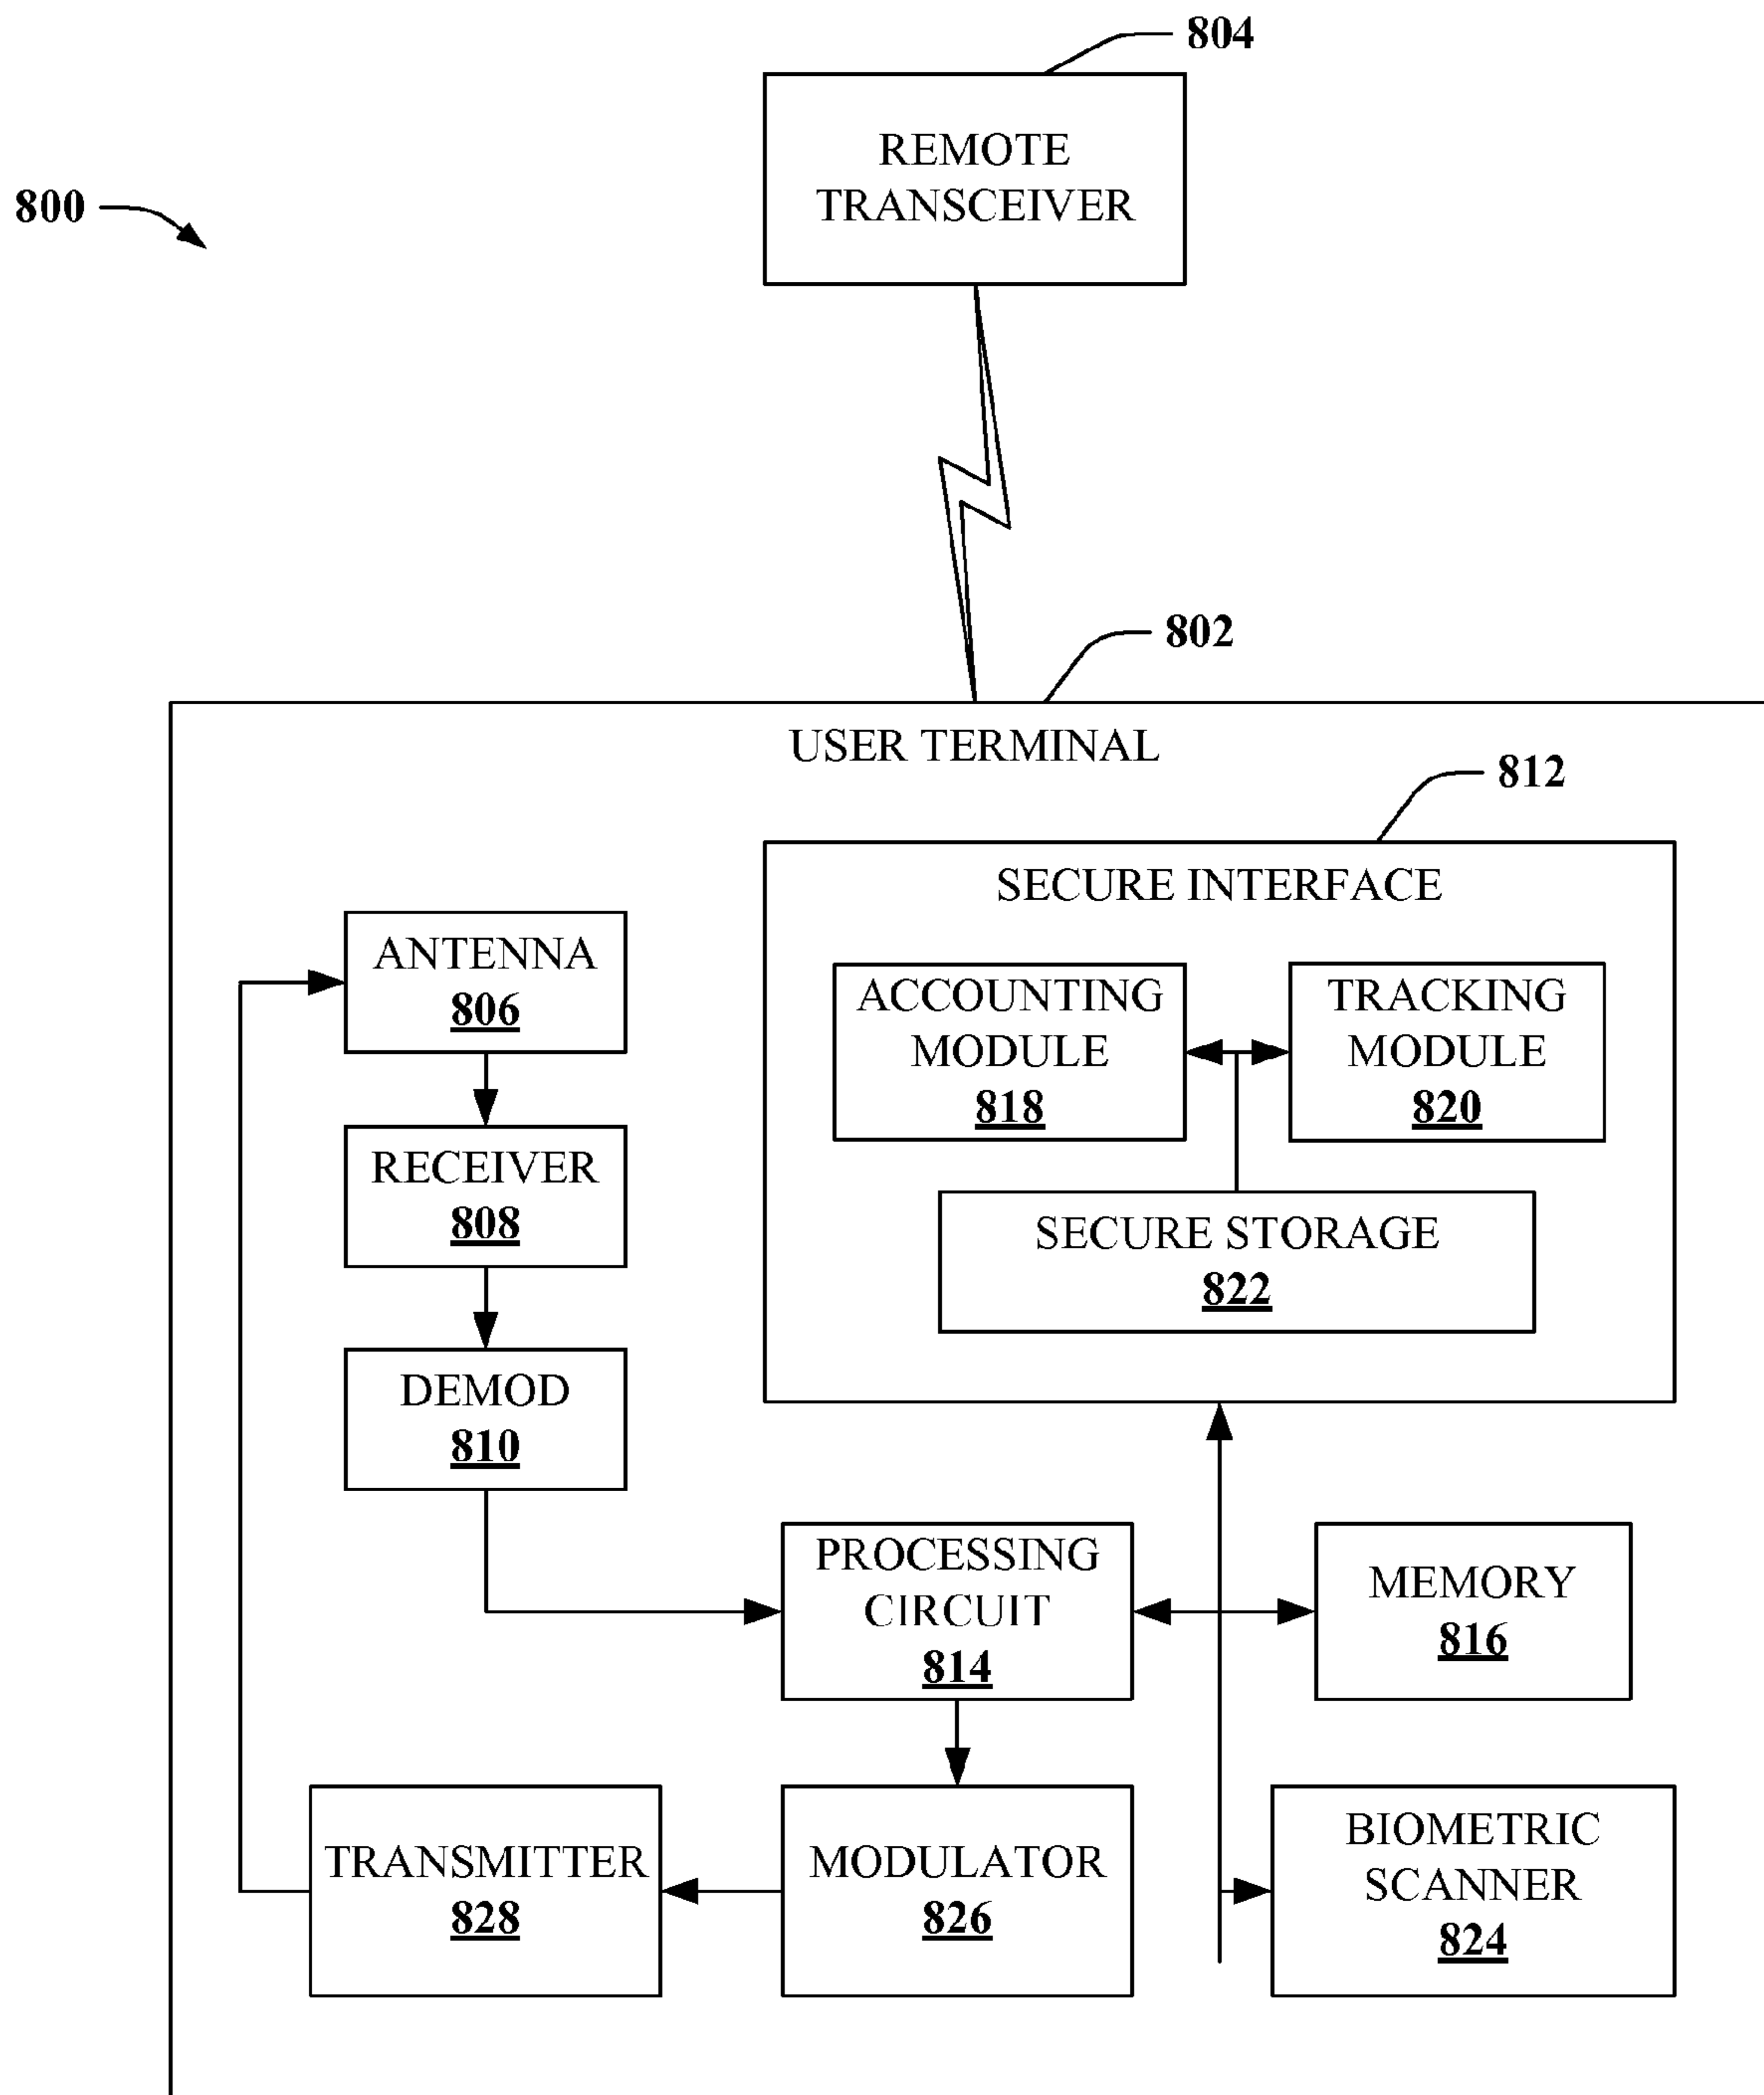 804
REMOTE
TRANSCEIVER
800
802
USER TERMINAL
812
SECURE INTERFACE
ANTENNA
806
ACCOUNTING
MODULE
818
TRACKING
MODULE
820
RECEIVER
808
SECURE STORAGE
822
DEMOD
810
PROCESSING
CIRCUIT
814
MEMORY
816
TRANSMITTER
828
MODULATOR
826
BIOMETRIC
SCANNER
824